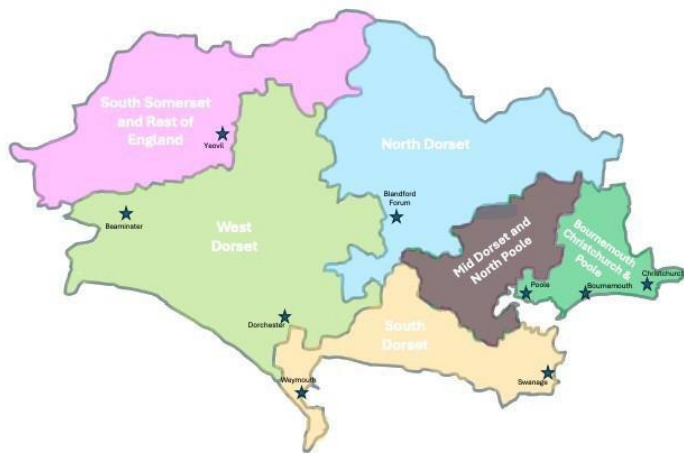 South Somerset
and Rest of
England
Yeovil
North Dorset
Blandford
Forum
Beaminster
West
Dorset
Mid Dorset and
North Poole
Bournemouth
Christchurch &
Poole
Christchurch
Poole
Bournemouth
Dorchester
South
Dorset
Weymouth
Swanage